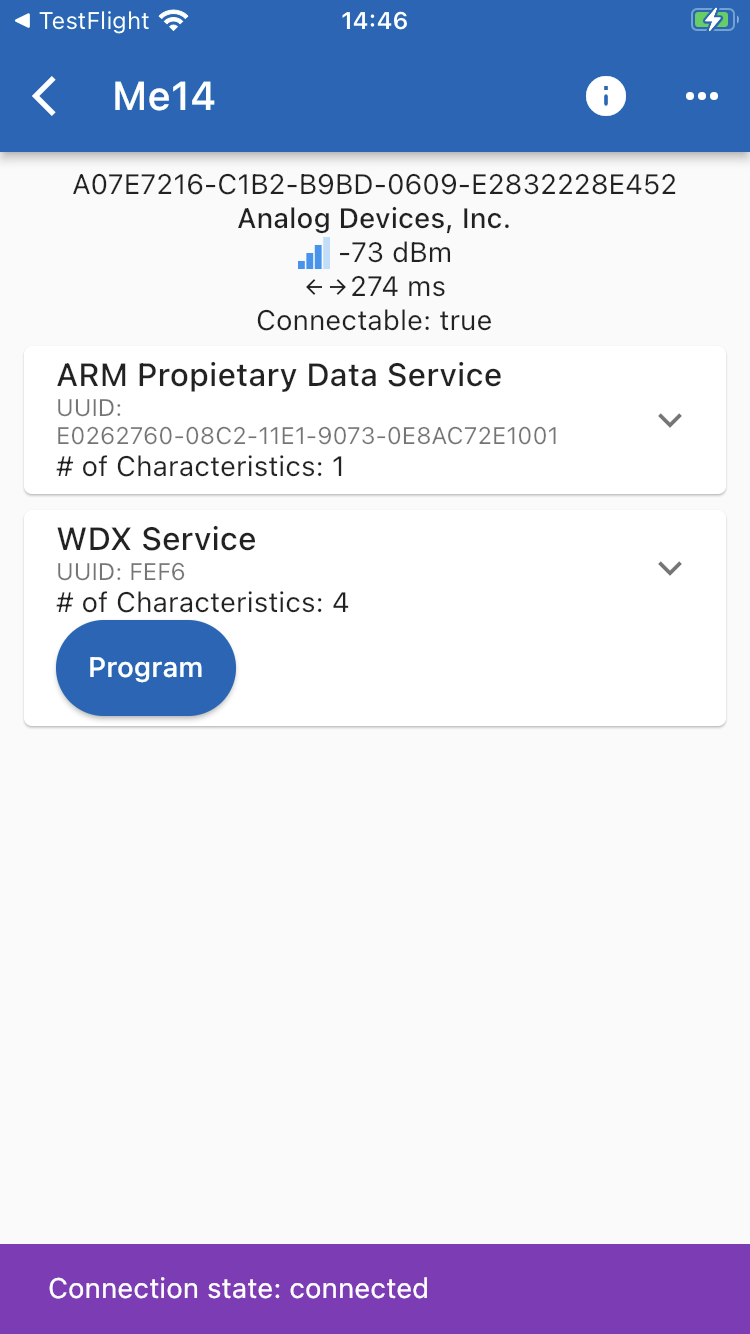 TestFlight
14:46
Me14
A07E7216-C1B2-B9BD-0609-E2832228E452
Analog Devices, Inc.
-73 dBm
274 ms
Connectable: true
ARM Propietary Data Service
UUID:
E0262760-08C2-11E1-9073-0E8AC72E1001
# of Characteristics: 1
WDX Service
UUID: FEF6
# of Characteristics: 4
Program
Connection state: connected